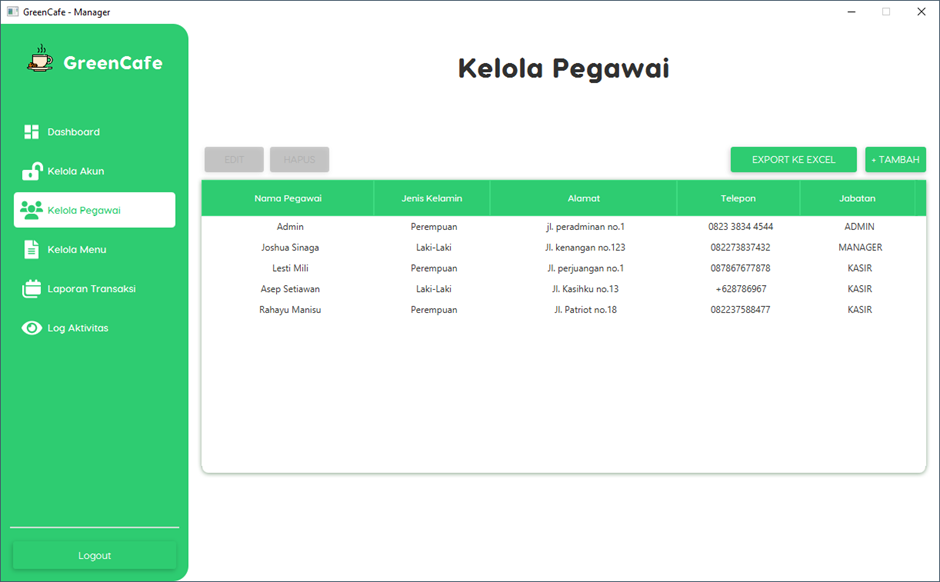 GreenCafe - Manager
GreenCafe
Dashboard
Kelola Akun
Kelola Pegawai
Kelola Menu
Laporan Transaksi
Log Aktivitas
Logout
Kelola Pegawai
EDIT HAPUS EXPORT KE EXCEL + TAMBAH
Nama Pegawai Jenis Kelamin Alamat Telepon Jabatan
Admin Perempuan jl. peradminan no.1 0823 3834 4544 ADMIN
Joshua Sinaga Laki-Laki Jl. kenangan no.123 082273837432 MANAGER
Lesti Mili Perempuan Jl. perjuangan no.1 087867677878 KASIR
Asep Setiawan Laki-Laki Jl. Kasihku no.13 +628786967 KASIR
Rahayu Manisu Perempuan Jl. Patriot no.18 082237588477 KASIR